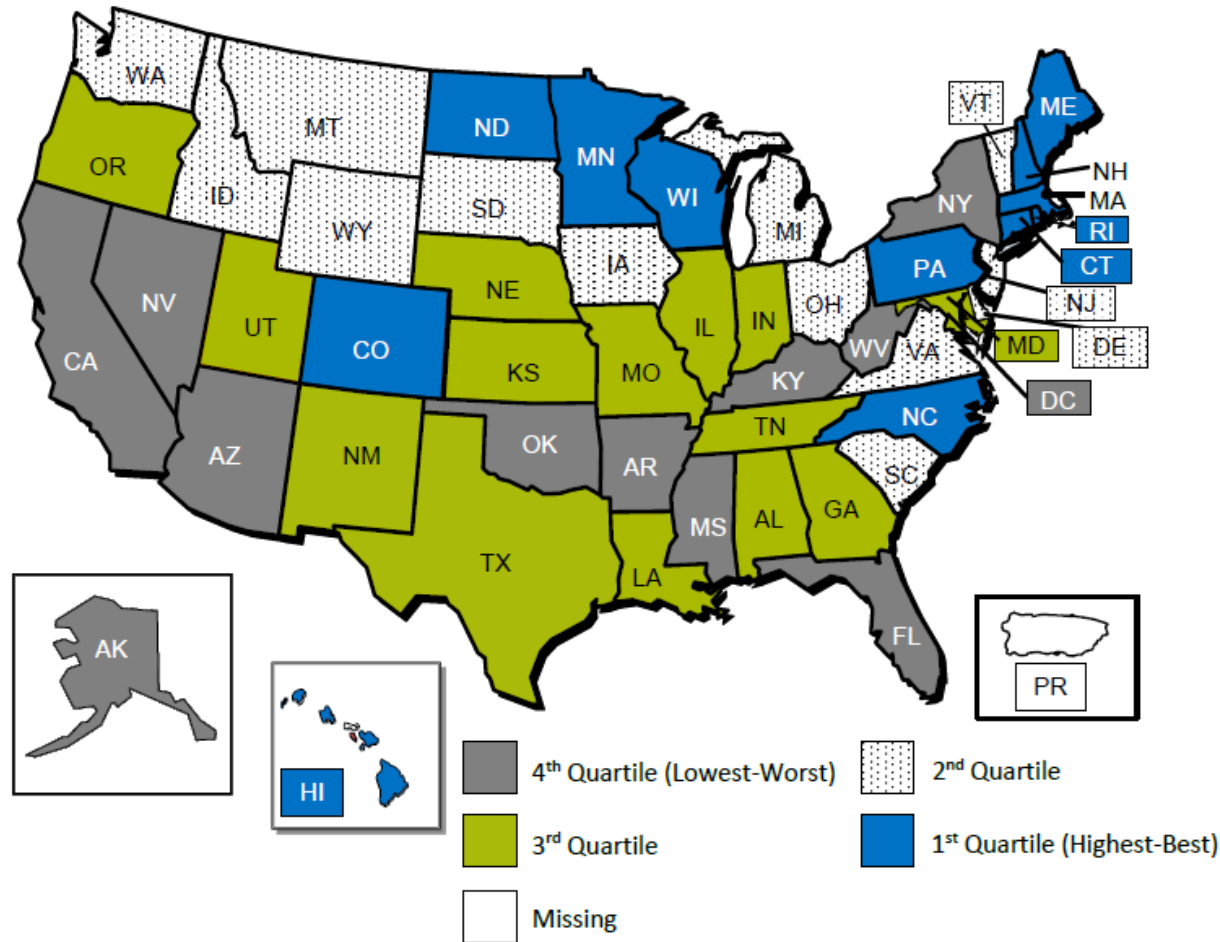 WA
MT
ND
MN
VT
ME
OR
ID
SD
WI
NH
MA
WY
MI
NY
RI
IA
PA
CT
NV
NE
OH
NJ
UT
IL
IN
CA
CO
WV
VA
MD
DE
KS
MO
KY
DC
AZ
NM
OK
AR
TN
NC
SC
MS
AL
GA
TX
LA
FL
AK
PR
HI
4th Quartile (Lowest-Worst)
2nd Quartile
3rd Quartile
1st Quartile (Highest-Best)
Missing